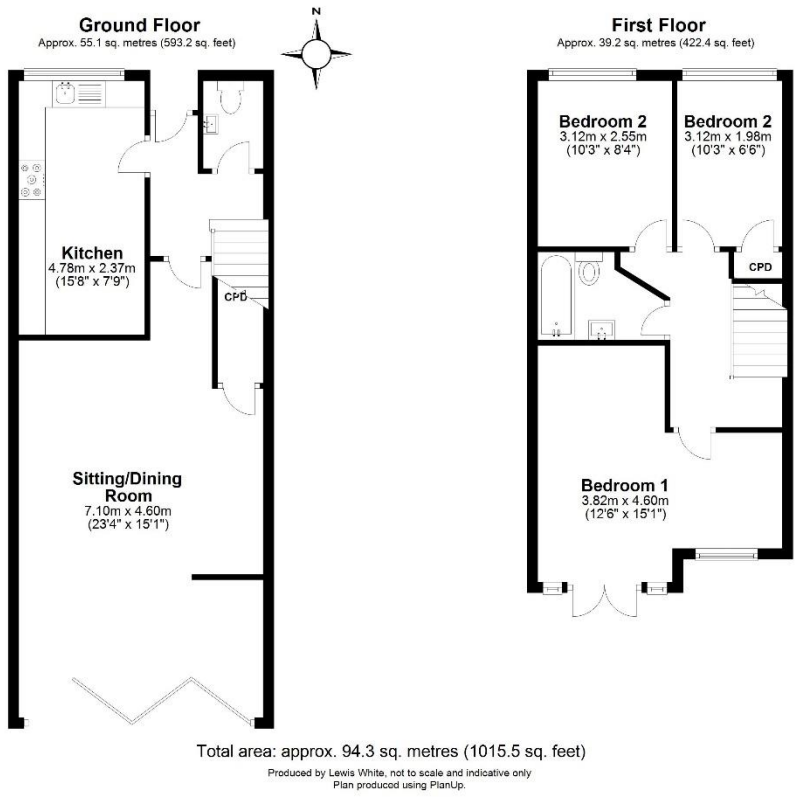 Ground Floor
Approx. 55.1 sq. metres (593.2 sq. feet)
N
First Floor
Approx. 39.2 sq. metres (422.4 sq. feet)
Kitchen
4.78m x 2.37m
(15'8" x 7'9")
CPD
Sitting/Dining
Room
7.10m x 4.60m
(23'4" x 15'1")
Bedroom 2
3.12m x 2.55m
(10'3" x 8'4")
Bedroom 2
3.12m x 1.98m
(10'3" x 6'6")
CPD
Bedroom 1
3.82m x 4.60m
(12'6" x 15'1")
Total area: approx. 94.3 sq. metres (1015.5 sq. feet)
Produced by Lewis White, not to scale and indicative only
Plan produced using PlanUp.